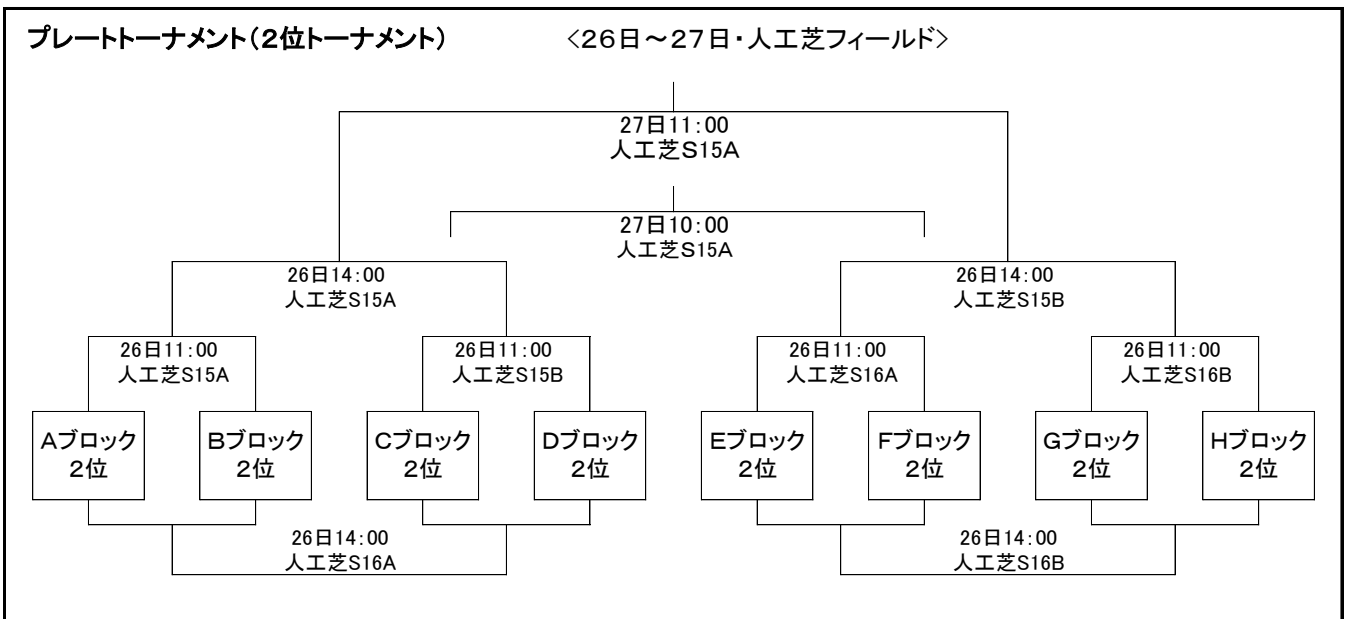 プレートトーナメント（２位トーナメント）　　＜２６日～２７日・人工芝フィールド＞
27日11：00
人工芝S15A
27日10：00
人工芝S15A
26日14：00
人工芝S15A
26日14：00
人工芝S15B
26日11：00
人工芝S15A
26日11：00
人工芝S15B
26日11：00
人工芝S16A
26日11：00
人工芝S16B
Aブロック
２位
Bブロック
２位
Cブロック
２位
Dブロック
２位
Eブロック
２位
Fブロック
２位
Gブロック
２位
Hブロック
２位
26日14：00
人工芝S16A
26日14：00
人工芝S16B